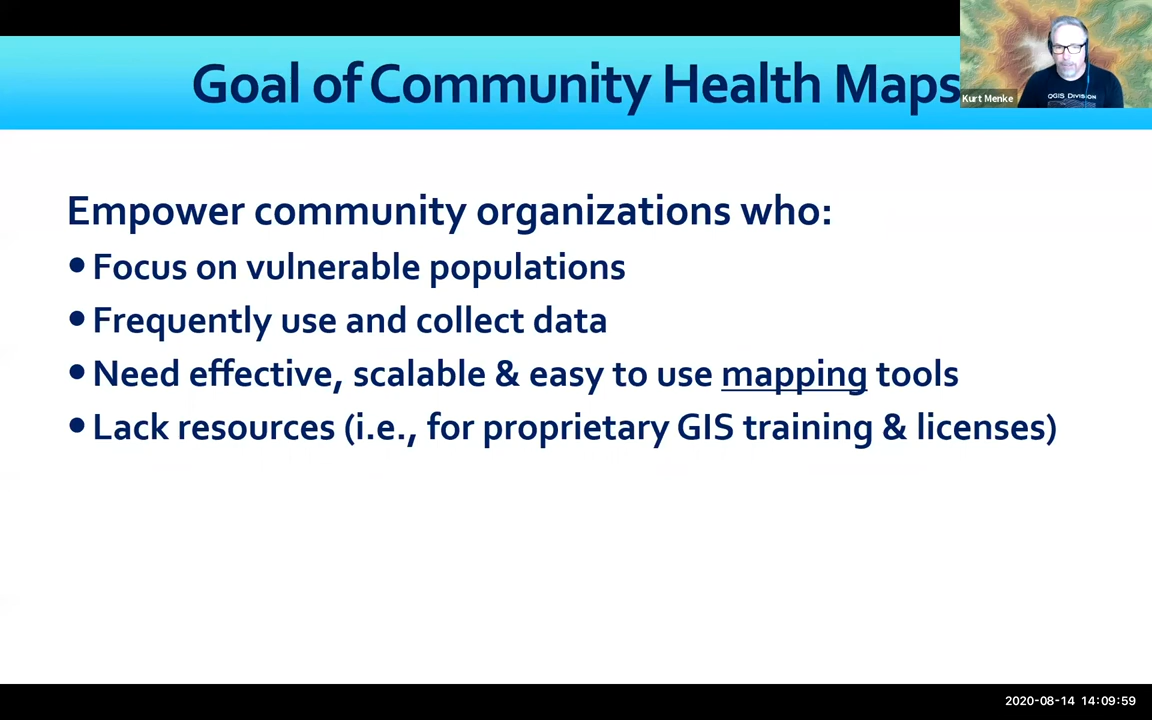 Goal of Community Health Maps
Kurt Menke
QGIS DIVISION
Empower community organizations who:
•Focus on vulnerable populations
•Frequently use and collect data
•Need effective, scalable & easy to use mapping tools
•Lack resources (i.e., for proprietary GIS training & licenses)
2020-08-14 14:09:59